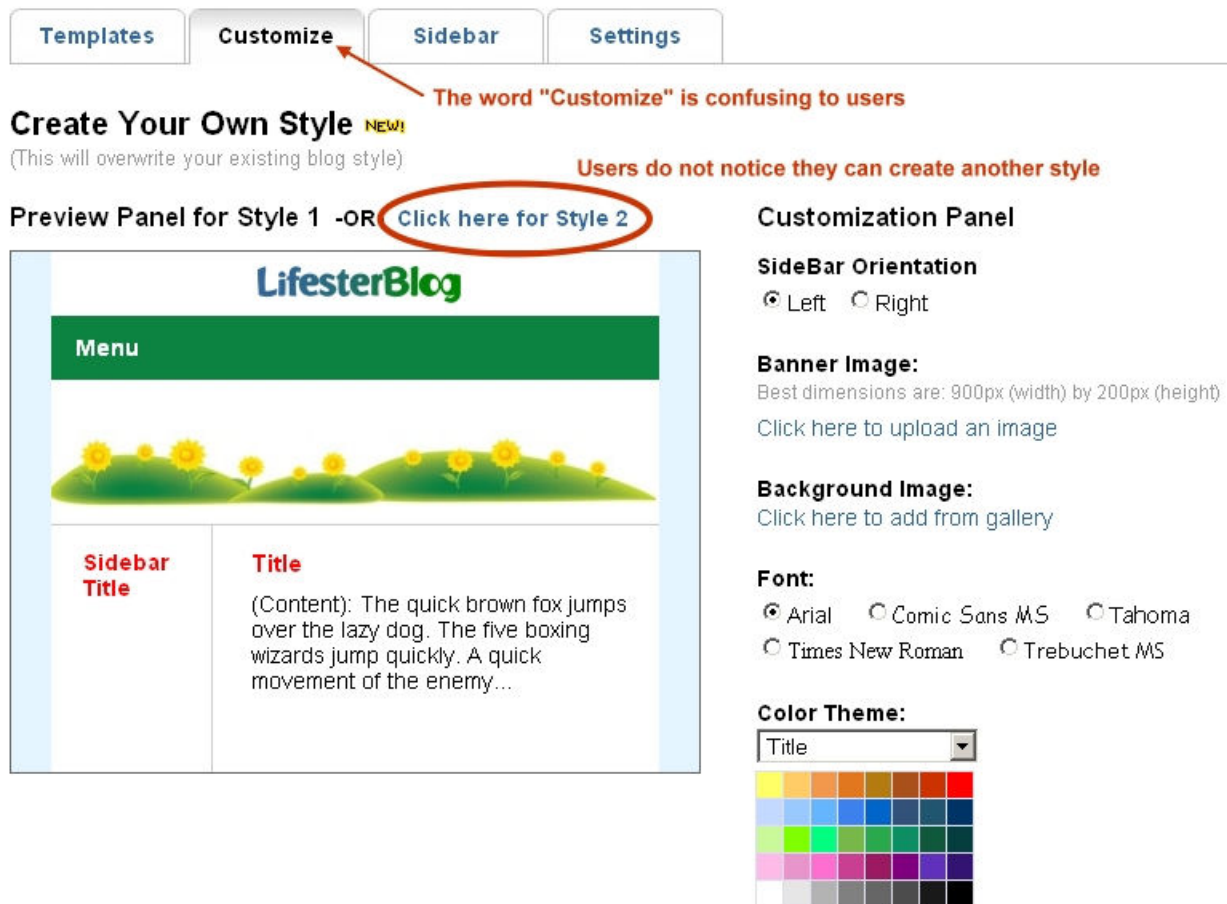 Templates Customize Sidebar Settings
The word "Customize" is confusing to users
Create Your Own Style NEW!
(This will overwrite your existing blog style)
Users do not notice they can create another style
Preview Panel for Style 1 -OR Click here for Style 2
LifesterBlog
Menu
Sidebar
Title
Title
(Content): The quick brown fox jumps
over the lazy dog. The five boxing
wizards jump quickly. A quick
movement of the enemy...
Customization Panel
SideBar Orientation
Left Right
Banner Image:
Best dimensions are: 900px (width) by 200px (height)
Click here to upload an image
Background Image:
Click here to add from gallery
Font:
Arial Comic Sans MS Tahoma
Times New Roman Trebuchet MS
Color Theme:
Title